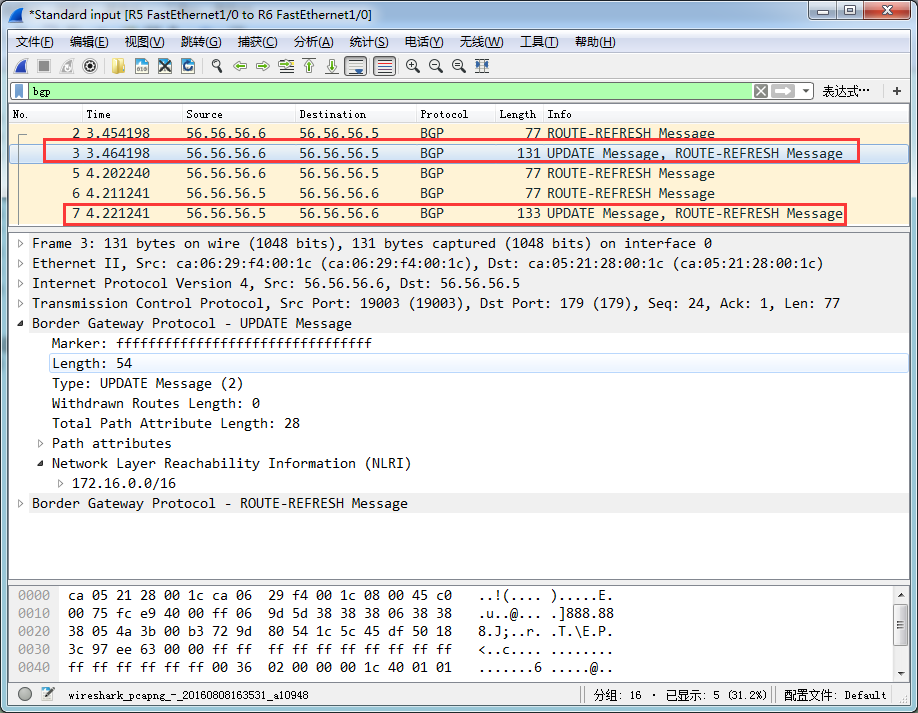 *Standard input [R5 FastEthernet1/0 to R6 FastEthernet1/0]
文件(F) 编辑(E) 视图(V) 跳转(G) 捕获(C) 分析(A) 统计(S) 电话(Y) 无线(W) 工具(T) 帮助(H)
bgp 表达式… +
No. Time Source Destination Protocol Length Info
2 3.454198 56.56.56.6 56.56.56.5 BGP 77 ROUTE-REFRESH Message
3 3.464198 56.56.56.6 56.56.56.5 BGP 131 UPDATE Message, ROUTE-REFRESH Message
5 4.202240 56.56.56.6 56.56.56.5 BGP 77 ROUTE-REFRESH Message
6 4.211241 56.56.56.5 56.56.56.6 BGP 77 ROUTE-REFRESH Message
7 4.221241 56.56.56.5 56.56.56.6 BGP 133 UPDATE Message, ROUTE-REFRESH Message
Frame 3: 131 bytes on wire (1048 bits), 131 bytes captured (1048 bits) on interface 0
Ethernet II, Src: ca:06:29:f4:00:1c (ca:06:29:f4:00:1c), Dst: ca:05:21:28:00:1c (ca:05:21:28:00:1c)
Internet Protocol Version 4, Src: 56.56.56.6, Dst: 56.56.56.5
Transmission Control Protocol, Src Port: 19003 (19003), Dst Port: 179 (179), Seq: 24, Ack: 1, Len: 77
Border Gateway Protocol - UPDATE Message
Marker: ffffffffffffffffffffffffffffffff
Length: 54
Type: UPDATE Message (2)
Withdrawn Routes Length: 0
Total Path Attribute Length: 28
Path attributes
Network Layer Reachability Information (NLRI)
172.16.0.0/16
Border Gateway Protocol - ROUTE-REFRESH Message
0000 ca 05 21 28 00 1c ca 06 29 f4 00 1c 08 00 45 c0 ..!(.... ).....E.
0010 00 75 fc e9 40 00 ff 06 9d 5d 38 38 38 06 38 38 .u..@... .]888.88
0020 38 05 4a 3b 00 b3 72 9d 80 54 1c 5c 45 df 50 18 8.J;..r. .T.\E.P.
0030 3c 97 ee 63 00 00 ff ff ff ff ff ff ff ff ff ff <..c.... ........
0040 ff ff ff ff ff ff 00 36 02 00 00 00 1c 40 01 01 .......6 .....@..
wireshark_pcapng_-_20160808163531_a10948 分组: 16 · 已显示: 5 (31.2%) 配置文件: Default